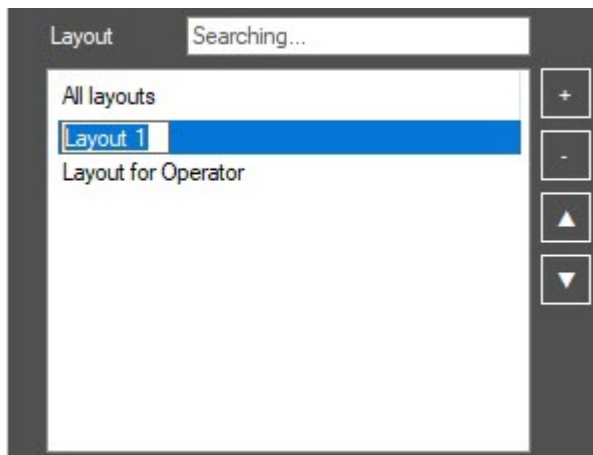 Layout Searching...
All layouts
+
Layout 1
-
Layout for Operator
▲
▼